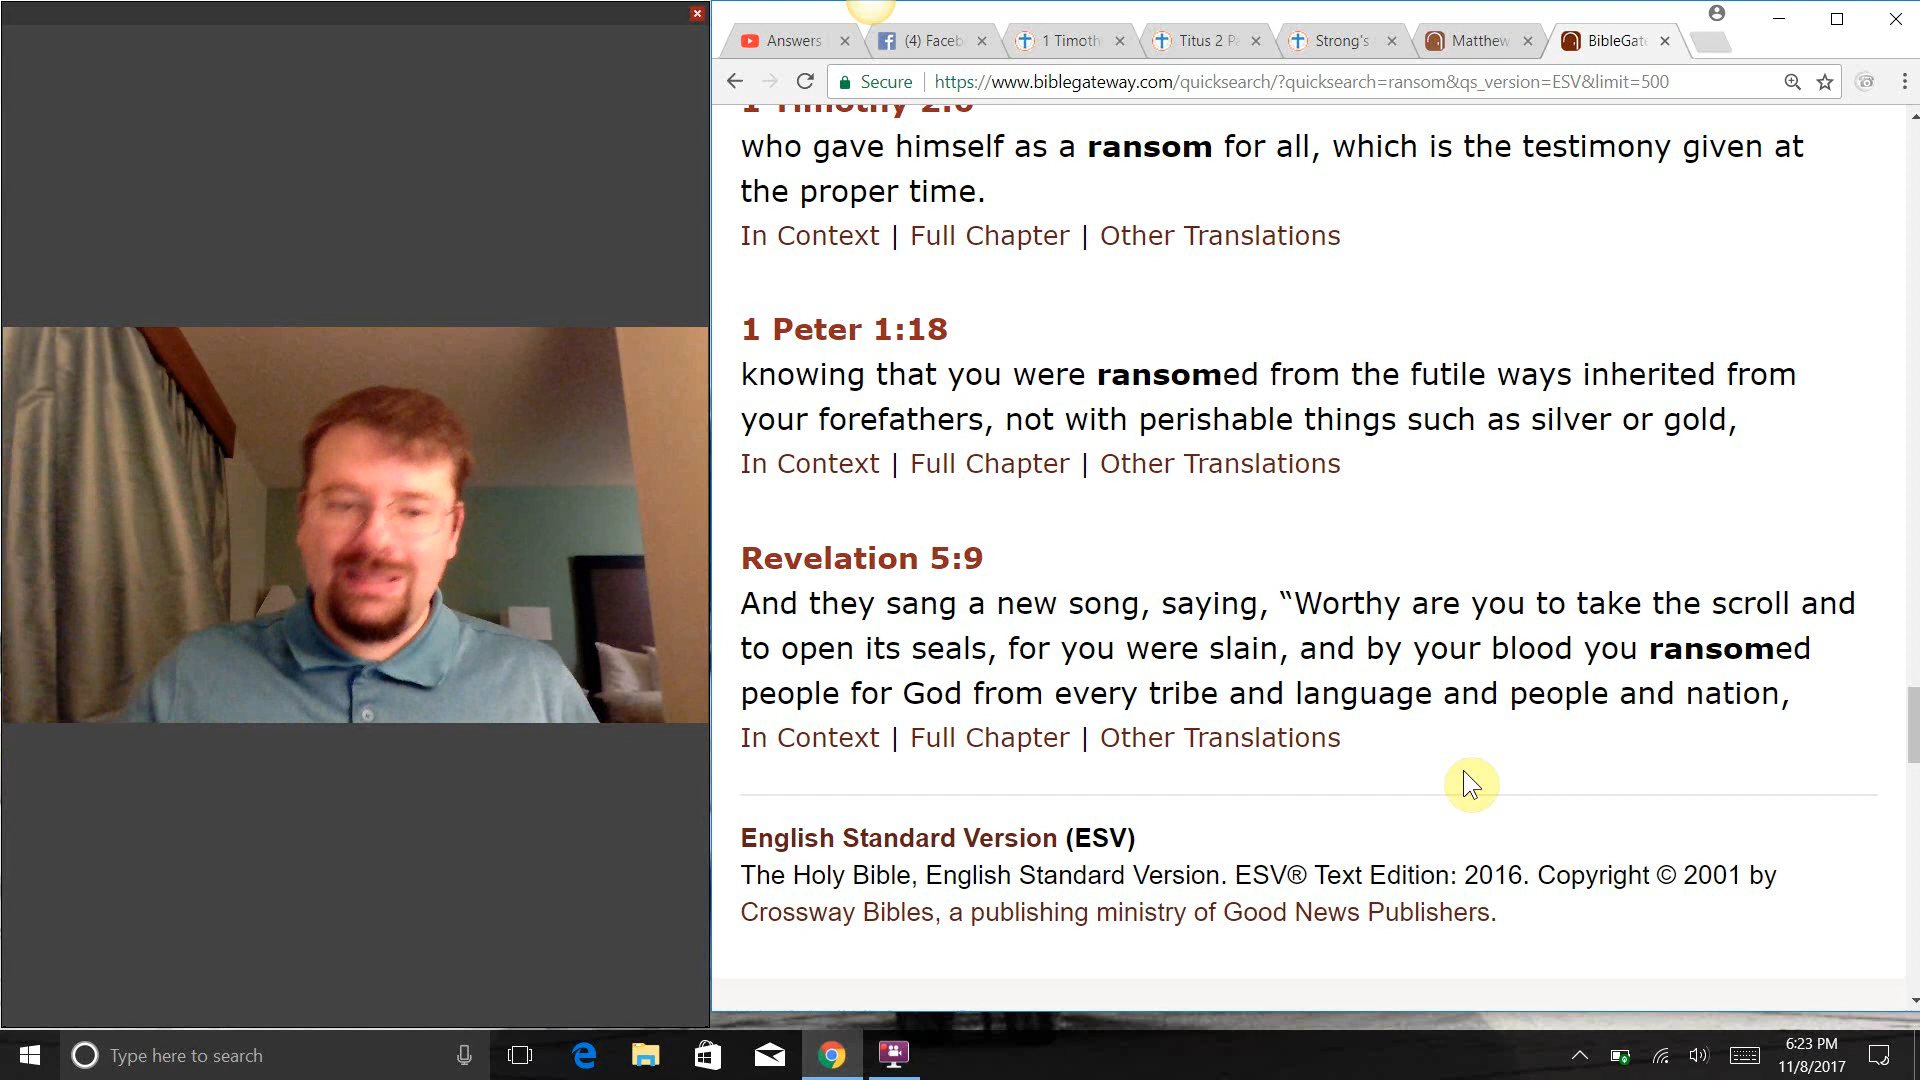 Answers
(4) Faceb
1 Timoth
Titus 2 Pa
Strong's
Matthew
BibleGate
Secure
https://www.biblegateway.com/quicksearch/?quicksearch=ransom&qs_version=ESV&limit=500
1 Timothy 2:6
who gave himself as a ransom for all, which is the testimony given at
the proper time.
In Context | Full Chapter | Other Translations
1 Peter 1:18
knowing that you were ransomed from the futile ways inherited from
your forefathers, not with perishable things such as silver or gold,
In Context | Full Chapter | Other Translations
Revelation 5:9
And they sang a new song, saying, “Worthy are you to take the scroll and
to open its seals, for you were slain, and by your blood you ransomed
people for God from every tribe and language and people and nation,
In Context | Full Chapter | Other Translations
English Standard Version (ESV)
The Holy Bible, English Standard Version. ESV® Text Edition: 2016. Copyright © 2001 by
Crossway Bibles, a publishing ministry of Good News Publishers.
Type here to search
6:23 PM
11/8/2017